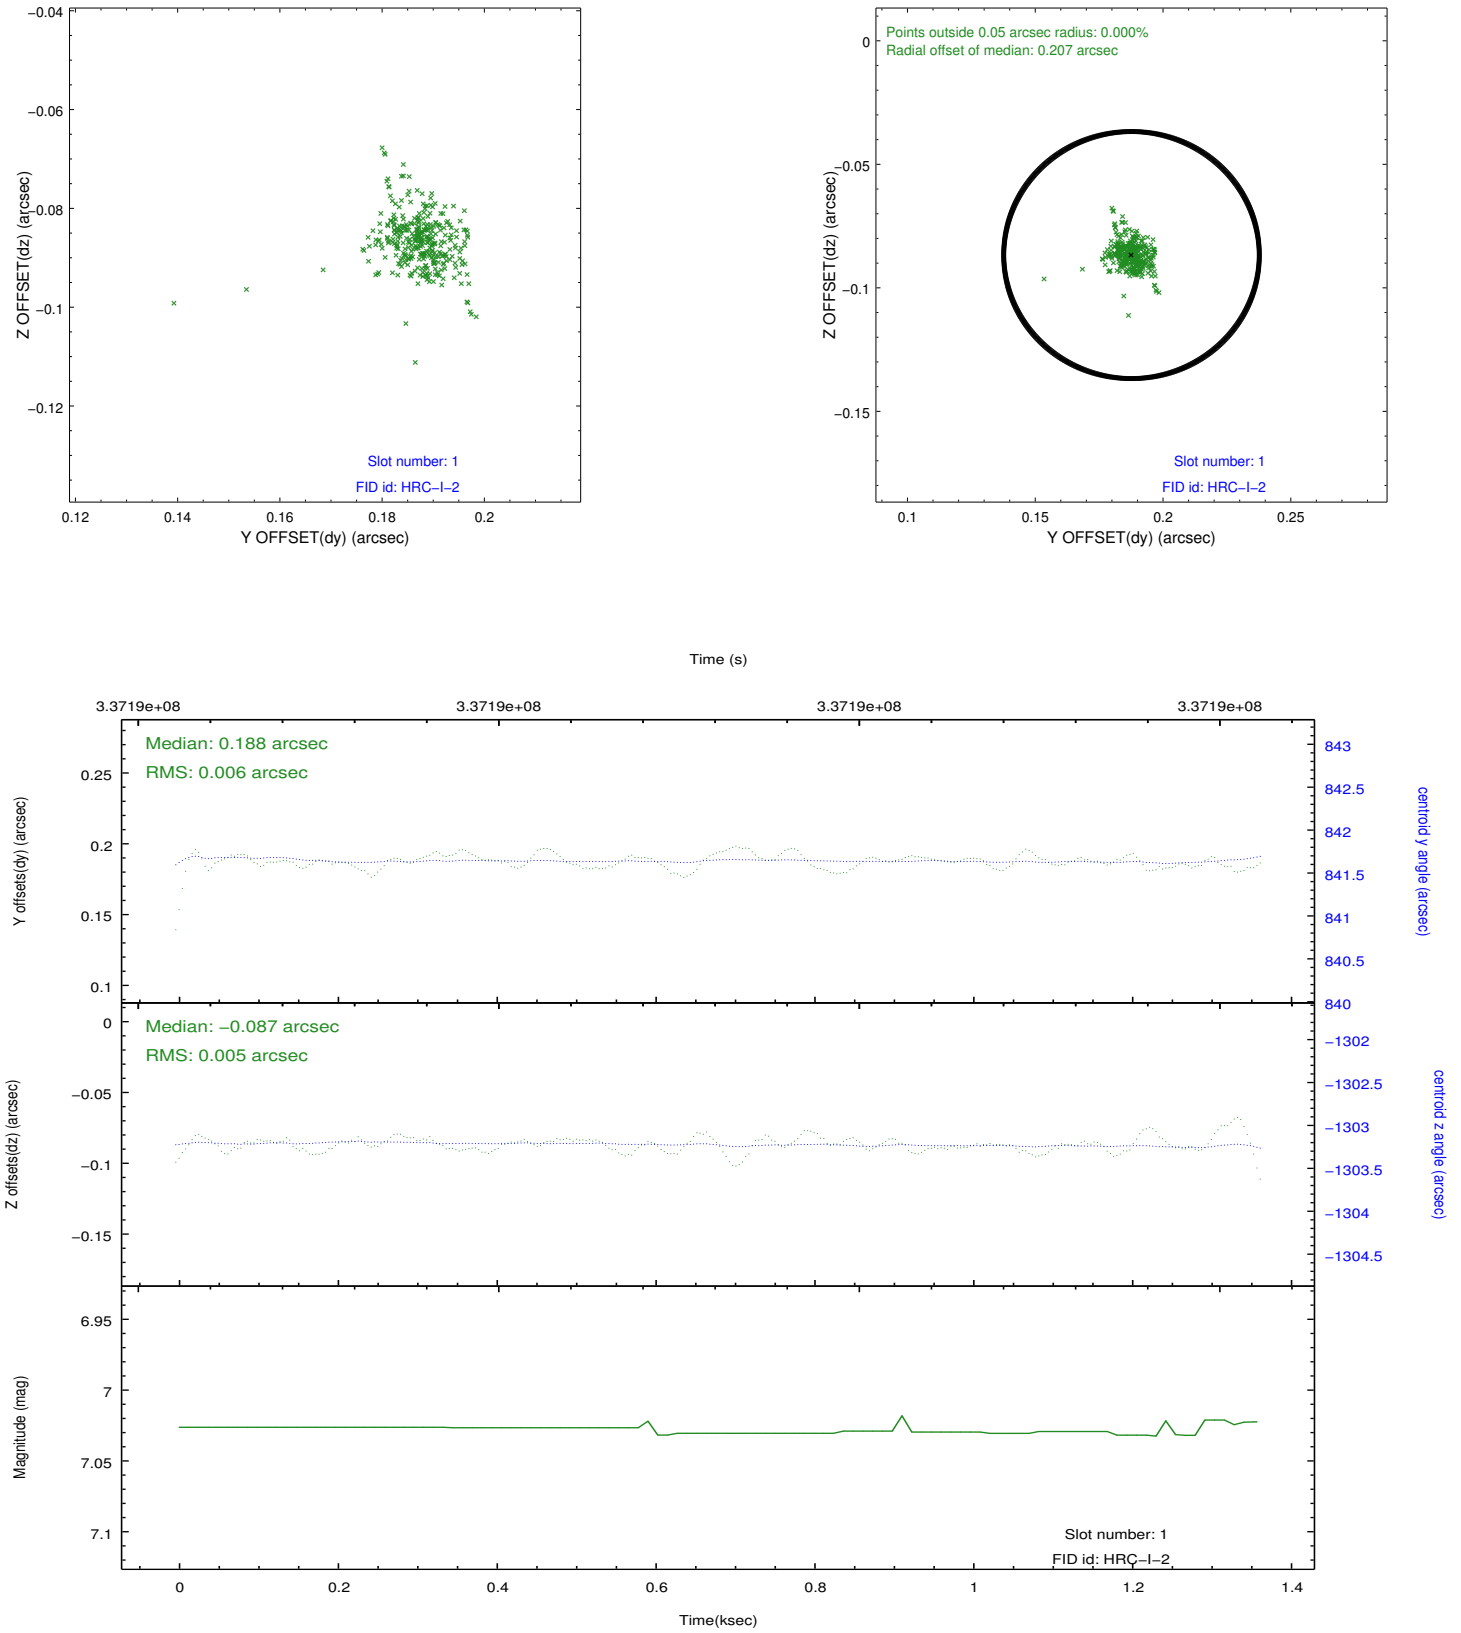 −0.04
−0.06
−0.08
−0.1
−0.12
Z OFFSET(dz) (arcsec)
Slot number: 1
FID id: HRC−I−2
0.12 0.14 0.16 0.18 0.2
Y OFFSET(dy) (arcsec)
Points outside 0.05 arcsec radius: 0.000%
Radial offset of median: 0.207 arcsec
0
−0.05
−0.1
−0.15
Z OFFSET(dz) (arcsec)
Slot number: 1
FID id: HRC−I−2
0.1 0.15 0.2 0.25
Y OFFSET(dy) (arcsec)
Time (s)
3.3719e+08 3.3719e+08 3.3719e+08 3.3719e+08
Median: 0.188 arcsec
RMS: 0.006 arcsec
0.25
0.2
0.15
0.1
Y offsets(dy) (arcsec)
843
842.5
842
841.5
841
840.5
840
centroid y angle (arcsec)
Median: −0.087 arcsec
RMS: 0.005 arcsec
0
−0.05
−0.1
−0.15
Z offsets(dz) (arcsec)
−1302
−1302.5
−1303
−1303.5
−1304
−1304.5
centroid z angle (arcsec)
6.95
7
7.05
7.1
Magnitude (mag)
Slot number: 1
FID id: HRC−I−2
0 0.2 0.4 0.6 0.8 1 1.2 1.4
Time(ksec)